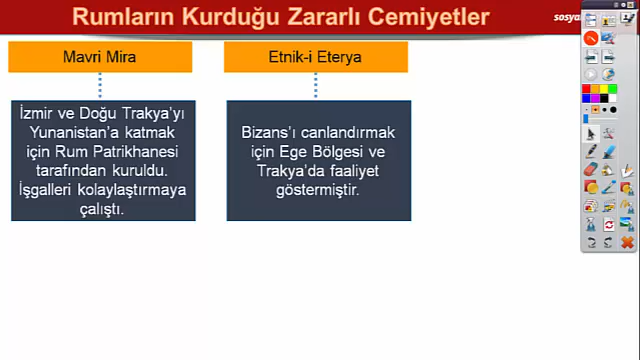 Rumların Kurduğu Zararlı Cemiyetler
sosya
Mavri Mira
İzmir ve Doğu Trakya'yı
Yunanistan'a katmak
için Rum Patrikhanesi
tarafından kuruldu.
İşgalleri kolaylaştırmaya
çalıştı.
Etnik-i Eterya
Bizans'ı canlandırmak
için Ege Bölgesi ve
Trakya'da faaliyet
göstermiştir.